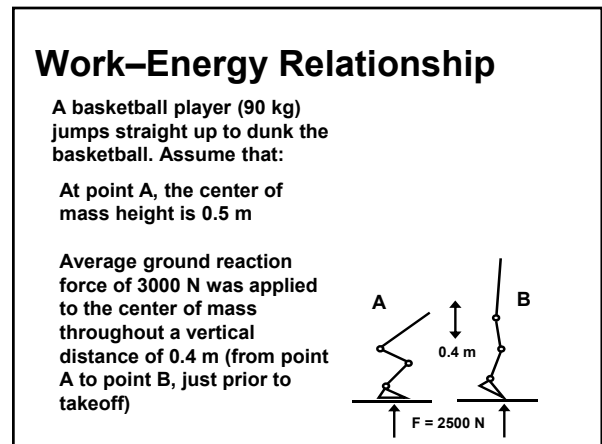 Work–Energy Relationship
A basketball player (90 kg)
jumps straight up to dunk the
basketball. Assume that:
At point A, the center of
mass height is 0.5 m
Average ground reaction
force of 3000 N was applied
to the center of mass
throughout a vertical
distance of 0.4 m (from point
A to point B, just prior to
takeoff)
A
B
0.4 m
F = 2500 N